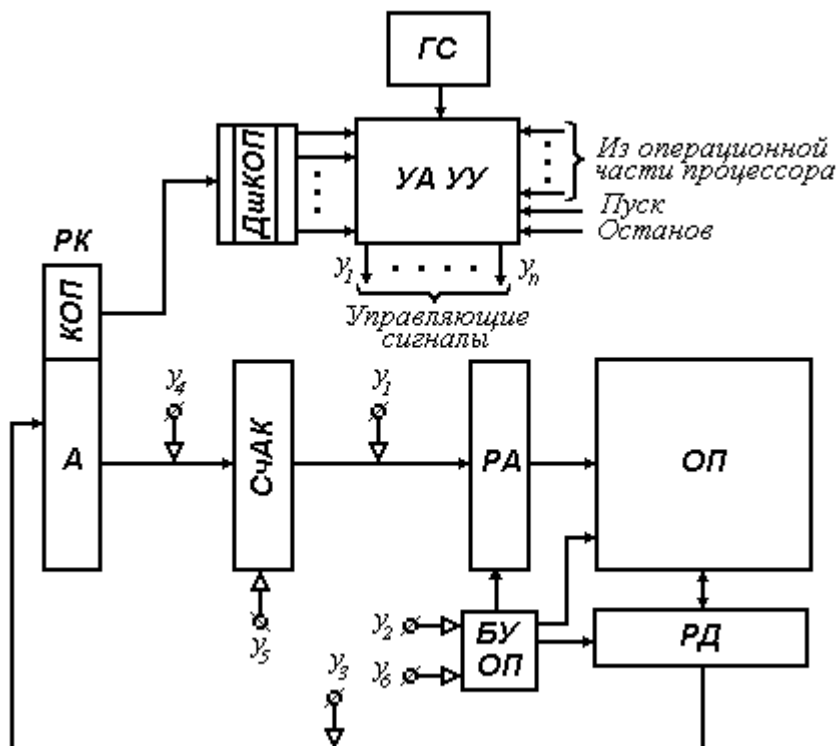 ГС
ДшКОП
УА УУ
Из операционной
части процессора
Пуск
Останов
РК
КОП
y1 yn
Управляющие
сигналы
y4
y1
А
СчАК
РА
ОП
y5
y2
y6
БУ
ОП
РД
y3